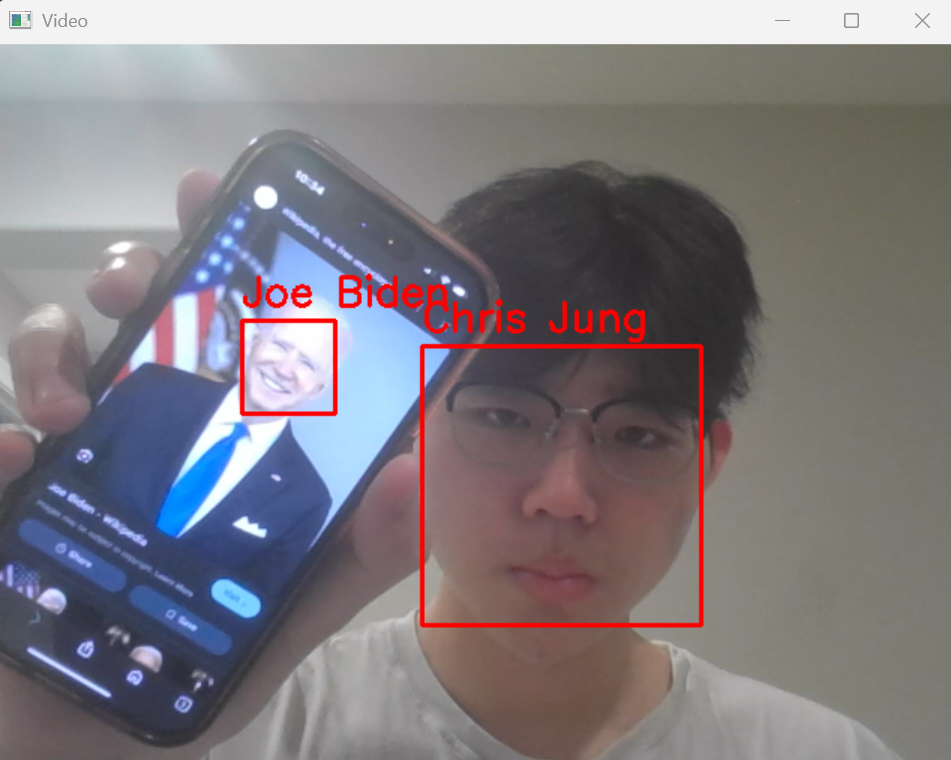 Video
10:34
Wikipedia, the free
Joe Biden
Chris Jung
Joe Biden - Wikipedia
Images may be subject to copyright. Learn More
Share
Visit
Save